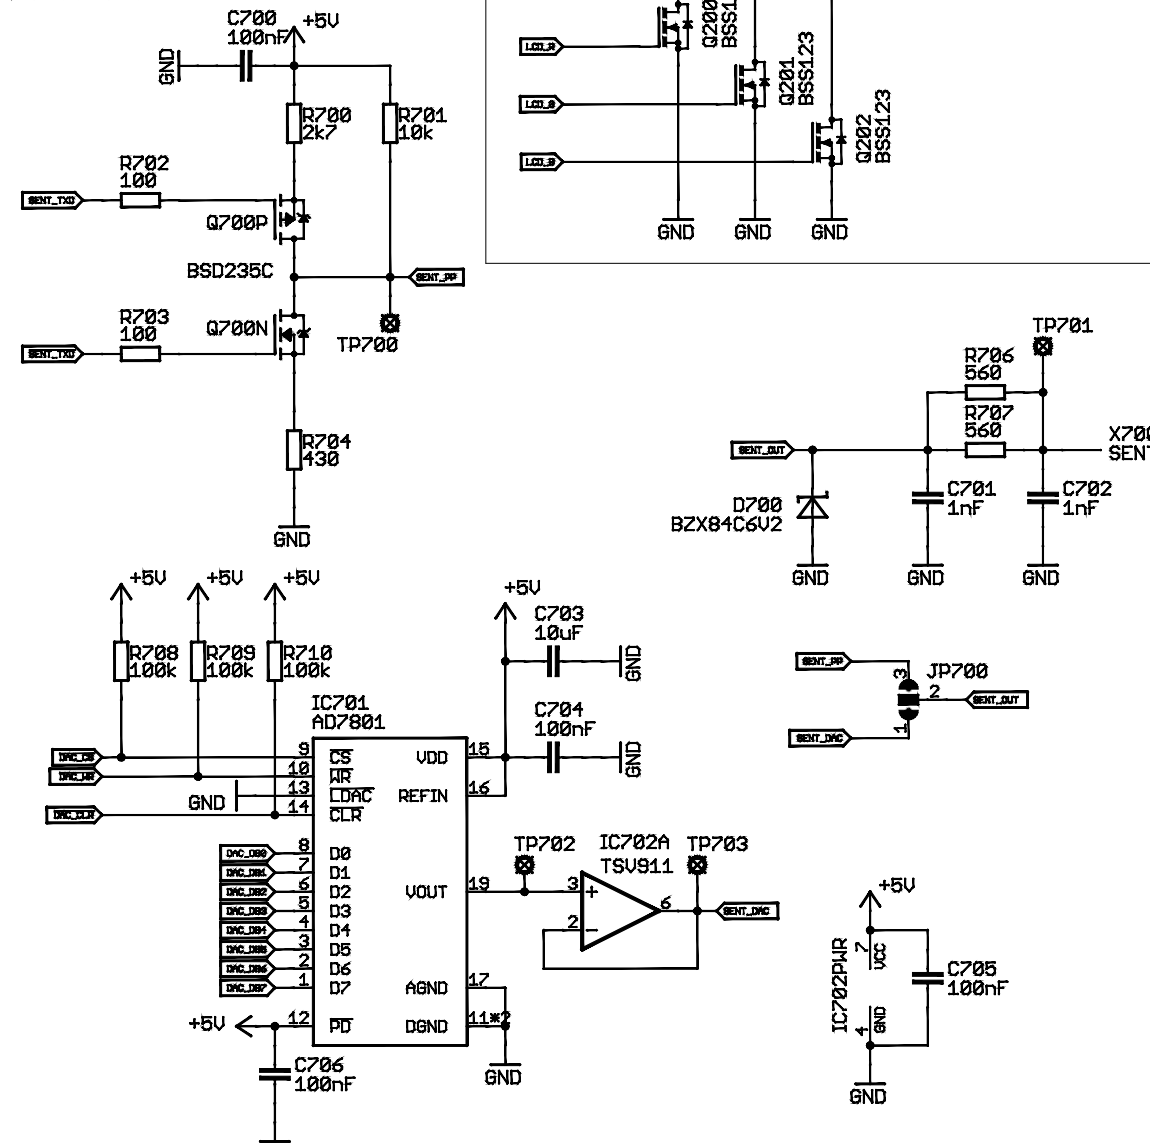 C700
100nF
+5V
GND
R700
2k7
R701
10k
R702
100
SENT_TXD
Q700P
BSD235C
SENT_PP
R703
100
Q700N
SENT_TXD
TP700
R704
430
GND
LCD_R
LCD_G
LCD_B
Q200
BSS1
Q201
BSS123
Q202
BSS123
GND
GND
GND
TP701
R706
560
R707
560
SENT_OUT
X700
SENT
D700
BZX84C6V2
C701
1nF
C702
1nF
GND
GND
GND
+5V
+5V
+5V
R708
100k
R709
100k
R710
100k
+5V
C703
10uF
GND
C704
100nF
GND
IC701
AD7801
DAC_CS
DAC_WR
GND
DAC_CLR
9
CS
10
WR
13
LDAC
14
CLR
VDD
15
REFIN
16
DAC_DB0
8
D0
DAC_DB1
7
D1
DAC_DB2
6
D2
DAC_DB3
5
D3
DAC_DB4
4
D4
DAC_DB5
3
D5
DAC_DB6
2
D6
DAC_DB7
1
D7
+5V
12
PD
VOUT
19
AGND
17
DGND
11*2
GND
C706
100nF
TP702
IC702A
TSV911
TP703
3
+
2
-
6
SENT_DAC
SENT_PP
3
JP700
2
SENT_OUT
1
SENT_DAC
+5V
IC702PWR
7
VCC
4
GND
C705
100nF
GND